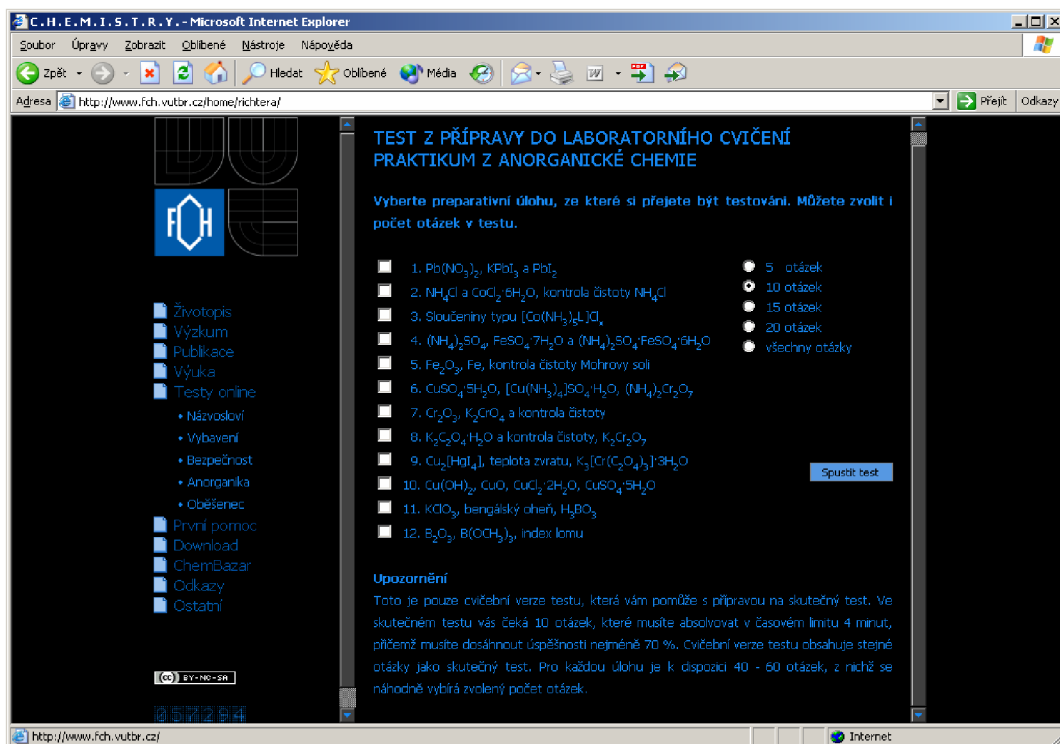 C.H.E.M.I.S.T.R.Y. - Microsoft Internet Explorer
Soubor Úpravy Zobrazit Oblíbené Nástroje Nápověda
Zpět Hledat Oblíbené Média
Adresa http://www.fch.vutbr.cz/home/richtera/ Přejít Odkazy
FCH
Životopis
Výzkum
Publikace
Výuka
Testy online
• Názvosloví
• Vybavení
• Bezpečnost
• Anorganika
• Oběšenec
První pomoc
Download
ChemBazar
Odkazy
Ostatní
(cc) BY-NC-SA
057294
TEST Z PŘÍPRAVY DO LABORATORNÍHO CVIČENÍ
PRAKTIKUM Z ANORGANICKÉ CHEMIE
Vyberte preparativní úlohu, ze které si přejete být testováni. Můžete zvolit i
počet otázek v testu.
1. Pb(NO₃)₂, KPbI₃ a PbI₂
2. NH₄Cl a CoCl₂·6H₂O, kontrola čistoty NH₄Cl
3. Sloučeniny typu [Co(NH₃)₅L]Clₓ
4. (NH₄)₂SO₄, FeSO₄·7H₂O a (NH₄)₂SO₄·FeSO₄·6H₂O
5. Fe₂O₃, Fe, kontrola čistoty Mohrovy soli
6. CuSO₄·5H₂O, [Cu(NH₃)₄]SO₄·H₂O, (NH₄)₂Cr₂O₇
7. Cr₂O₃, K₂CrO₄ a kontrola čistoty
8. K₂C₂O₄·H₂O a kontrola čistoty, K₂Cr₂O₇
9. Cu₂[HgI₄], teplota zvratu, K₃[Cr(C₂O₄)₃]·3H₂O
10. Cu(OH)₂, CuO, CuCl₂·2H₂O, CuSO₄·5H₂O
11. KClO₃, bengálský oheň, H₃BO₃
12. B₂O₃, B(OCH₃)₃, index lomu
5 otázek
10 otázek
15 otázek
20 otázek
všechny otázky
Spustit test
Upozornění
Toto je pouze cvičební verze testu, která vám pomůže s přípravou na skutečný test. Ve
skutečném testu vás čeká 10 otázek, které musíte absolvovat v časovém limitu 4 minut,
přičemž musíte dosáhnout úspěšnosti nejméně 70 %. Cvičební verze testu obsahuje stejné
otázky jako skutečný test. Pro každou úlohu je k dispozici 40 - 60 otázek, z nichž se
náhodně vybírá zvolený počet otázek.
http://www.fch.vutbr.cz/ Internet